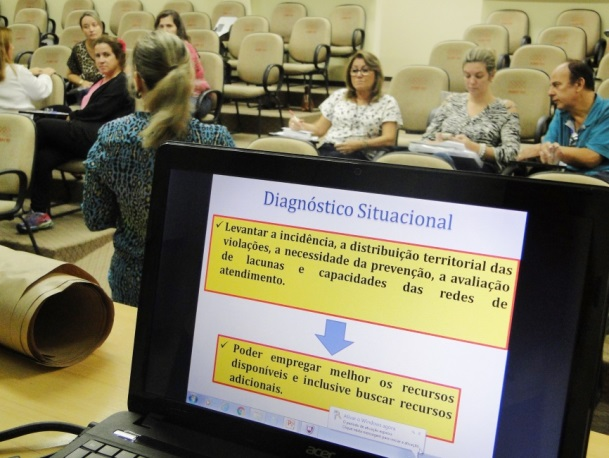 Diagnóstico Situacional
✓ Levantar a incidência, a distribuição territorial das
violações, a necessidade da prevenção, a avaliação
de lacunas e capacidades das redes de
atendimento.
✓ Poder empregar melhor os recursos
disponíveis e inclusive buscar recursos
adicionais.
acer